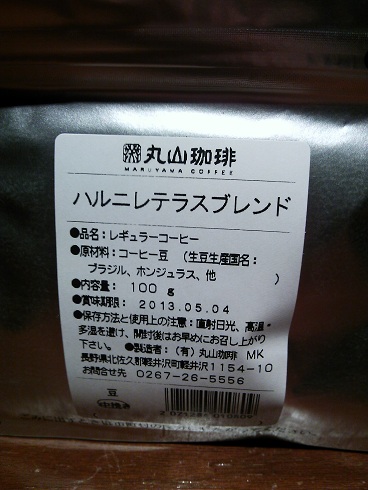 丸山珈琲
MARUYAMA COFFEE
ハルニレテラスブレンド
●品名：レギュラーコーヒー
●原材料：コーヒー豆 （生豆生産国名：
ブラジル、ホンジュラス、他 ）
●内容量： 100 g
●賞味期限： 2013.05.04
●保存方法と使用上の注意：直射日光、高温・
多湿を避け、開封後はお早めにお召し上がり
下さい。 ●製造者：（有）丸山珈琲 MK
長野県北佐久郡軽井沢町軽井沢1154-10
お問合せ先 0267-26-5556
豆
中挽き